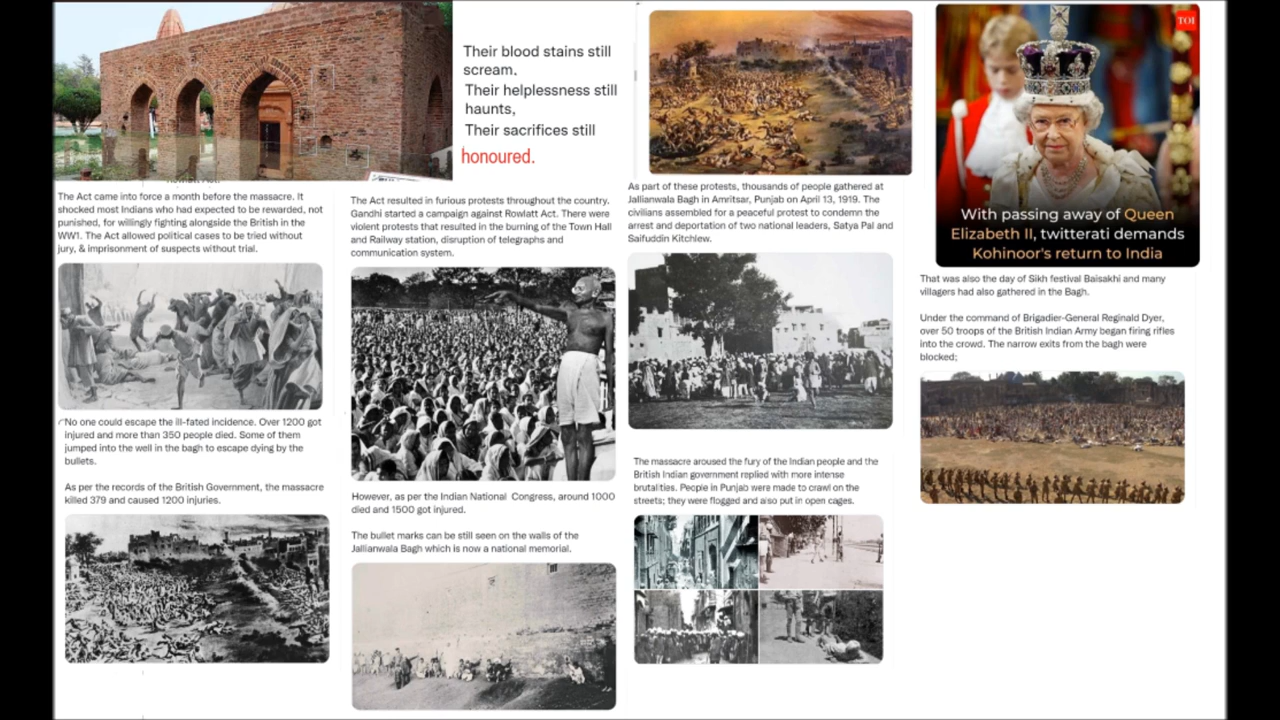 Their blood stains still
scream.
Their helplessness still
haunts,
Their sacrifices still
honoured.
The Act came into force a month before the massacre. It
shocked most Indians who had expected to be rewarded, not
punished, for willingly fighting alongside the British in the
WW1. The Act allowed political cases to be tried without
jury, & imprisonment of suspects without trial.
No one could escape the ill-fated incidence. Over 1200 got
injured and more than 350 people died. Some of them
jumped into the well in the bagh to escape dying by the
bullets.
As per the records of the British Government, the massacre
killed 379 and caused 1200 injuries.
The Act resulted in furious protests throughout the country.
Gandhi started a campaign against Rowlatt Act. There were
violent protests that resulted in the burning of the Town Hall
and Railway station, disruption of telegraphs and
communication system.
However, as per the Indian National Congress, around 1000
died and 1500 got injured.
The bullet marks can be still seen on the walls of the
Jallianwala Bagh which is now a national memorial.
As part of these protests, thousands of people gathered at
Jallianwala Bagh in Amritsar, Punjab on April 13, 1919. The
civilians assembled for a peaceful protest to condemn the
arrest and deportation of two national leaders, Satya Pal and
Saifuddin Kitchlew.
The massacre aroused the fury of the Indian people and the
British Indian government replied with more intense
brutalities. People in Punjab were made to crawl on the
streets; they were flogged and also put in open cages.
TOI
With passing away of Queen
Elizabeth II, twitterati demands
Kohinoor's return to India
That was also the day of Sikh festival Baisakhi and many
villagers had also gathered in the Bagh.
Under the command of Brigadier-General Reginald Dyer,
over 50 troops of the British Indian Army began firing rifles
into the crowd. The narrow exits from the bagh were
blocked;